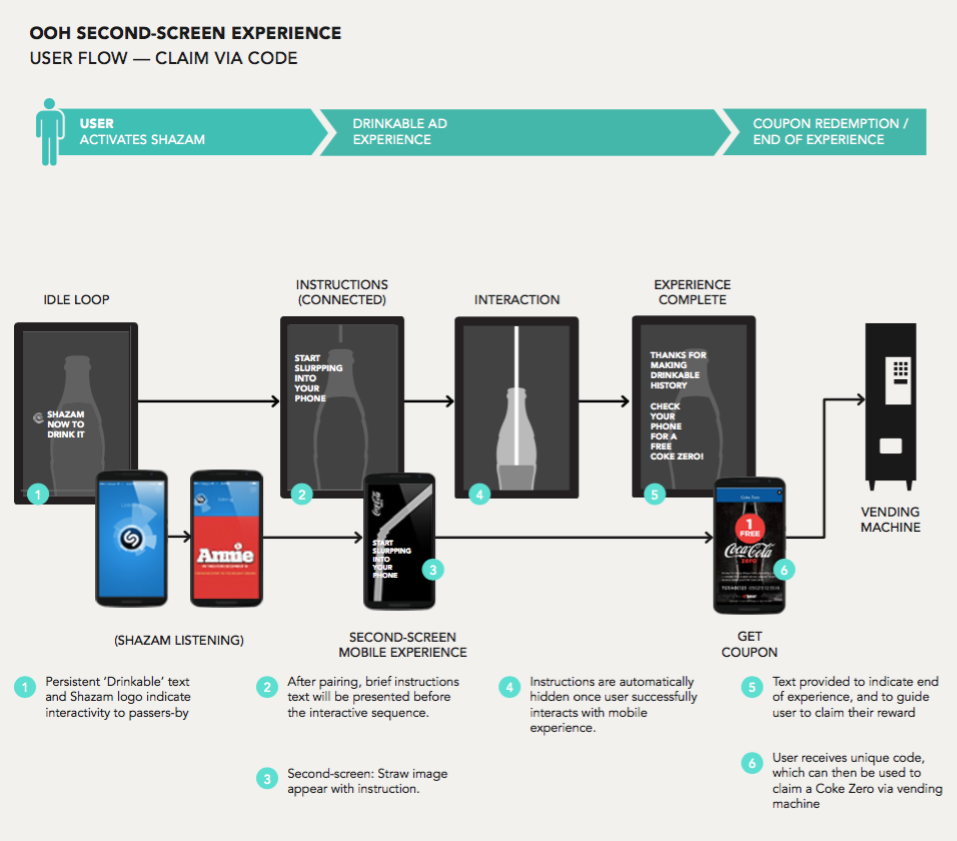 OOH SECOND-SCREEN EXPERIENCE
USER FLOW — CLAIM VIA CODE
USER
ACTIVATES SHAZAM
DRINKABLE AD
EXPERIENCE
COUPON REDEMPTION /
END OF EXPERIENCE
IDLE LOOP
INSTRUCTIONS
(CONNECTED)
INTERACTION
EXPERIENCE
COMPLETE
SHAZAM
NOW TO
DRINK IT
1
START
SLURPPING
INTO
YOUR
PHONE
2
4
THANKS FOR
MAKING
DRINKABLE
HISTORY
CHECK
YOUR
PHONE
FOR A
FREE
COKE ZERO!
5
VENDING
MACHINE
Annie
Coca-Cola
START
SLURPPING
INTO
YOUR
PHONE
3
Coke Zero
1
FREE
Coca-Cola
zero
6
(SHAZAM LISTENING)
SECOND-SCREEN
MOBILE EXPERIENCE
GET
COUPON
1
Persistent ‘Drinkable’ text
and Shazam logo indicate
interactivity to passers-by
2
After pairing, brief instructions
text will be presented before
the interactive sequence.
3
Second-screen: Straw image
appear with instruction.
4
Instructions are automatically
hidden once user successfully
interacts with mobile
experience.
5
Text provided to indicate end
of experience, and to guide
user to claim their reward
6
User receives unique code,
which can then be used to
claim a Coke Zero via vending
machine